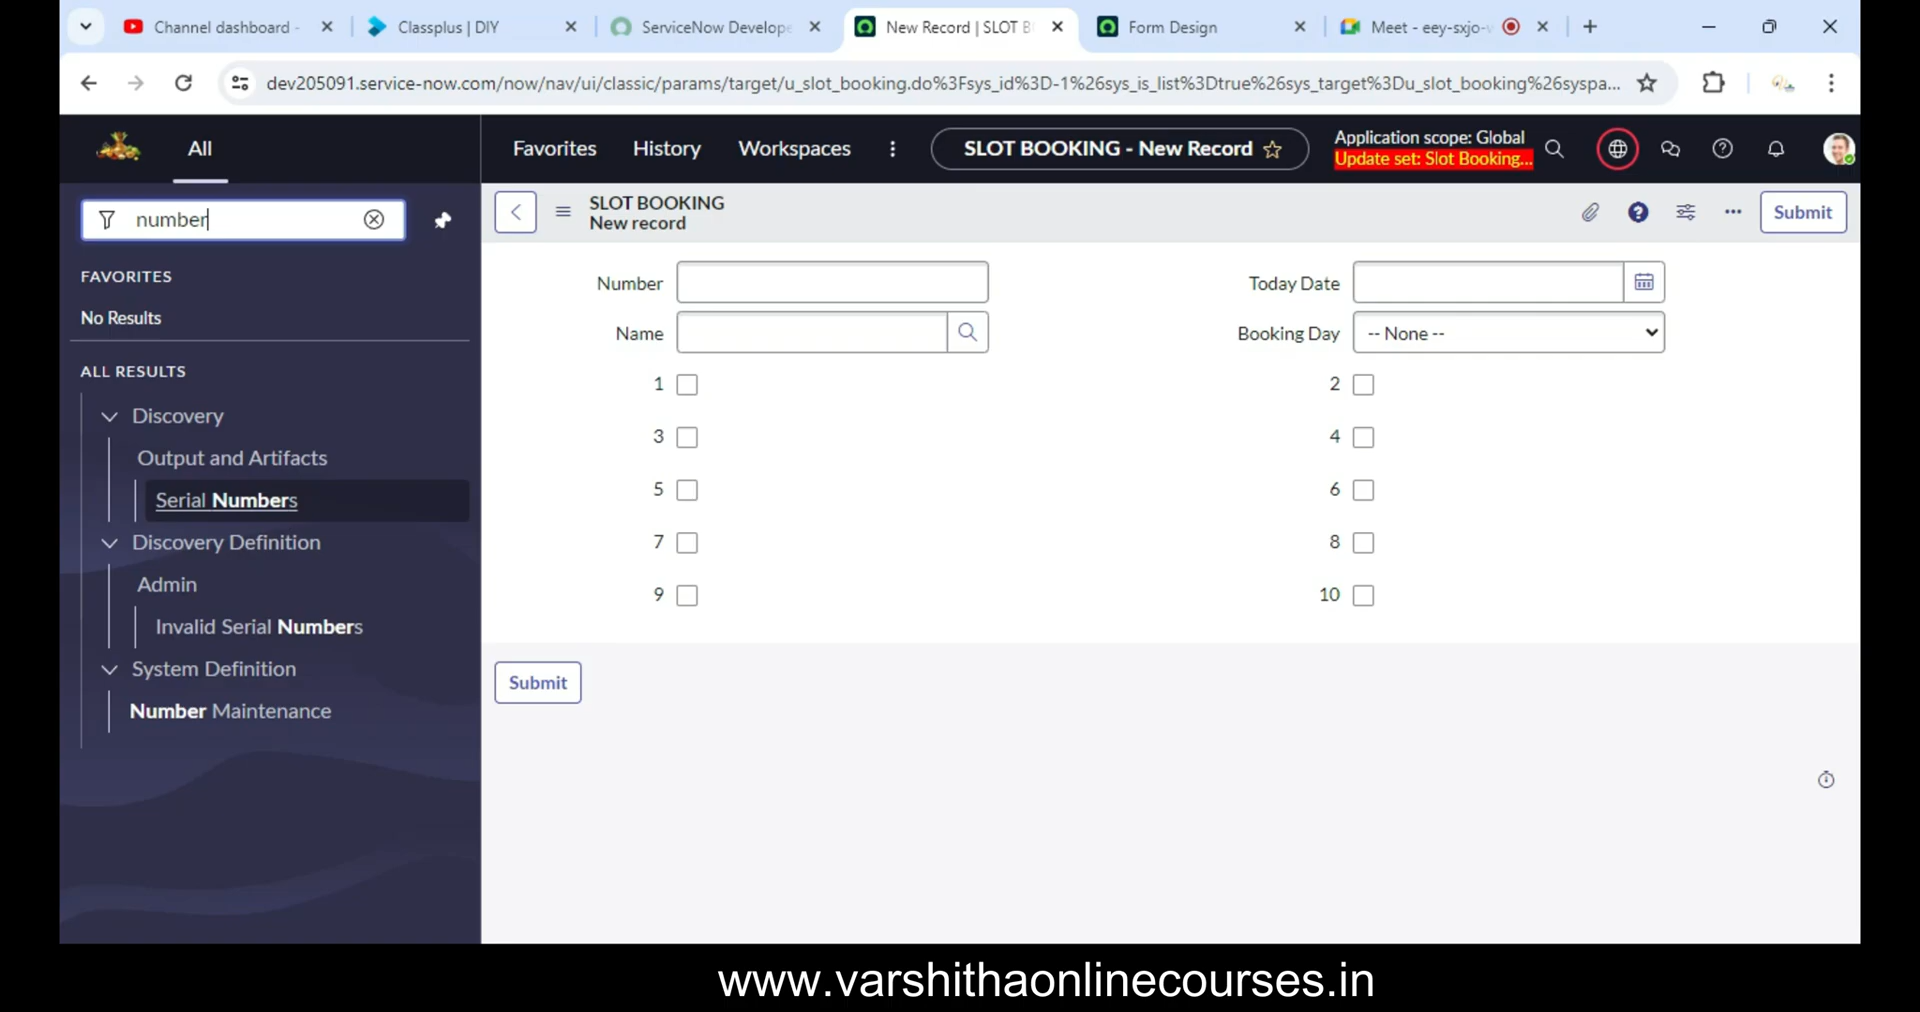 Channel dashboard -
Classplus | DIY
ServiceNow Develope
New Record | SLOT B
Form Design
Meet - eey-sxjo-
dev205091.service-now.com/now/nav/ui/classic/params/target/u_slot_booking.do%3Fsys_id%3D-1%26sys_is_list%3Dtrue%26sys_target%3Du_slot_booking%26syspa...
All
Favorites
History
Workspaces
SLOT BOOKING - New Record
Application scope: Global
Update set: Slot Booking...
number
FAVORITES
No Results
ALL RESULTS
Discovery
Output and Artifacts
Serial Numbers
Discovery Definition
Admin
Invalid Serial Numbers
System Definition
Number Maintenance
SLOT BOOKING
New record
Submit
Number
Today Date
Name
Booking Day
-- None --
1
2
3
4
5
6
7
8
9
10
Submit
www.varshithaonlinecourses.in